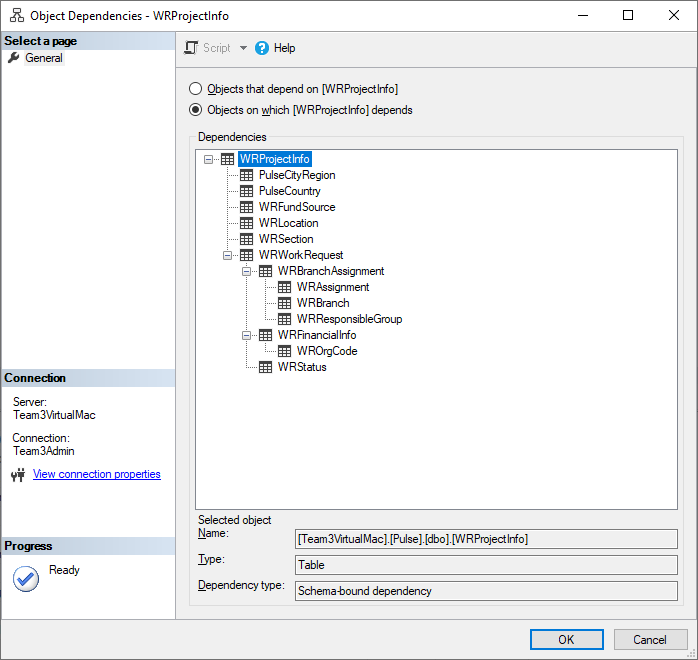 Object Dependencies - WRProjectInfo
Select a page
General
Script
Help
Objects that depend on [WRProjectInfo]
Objects on which [WRProjectInfo] depends
Dependencies
WRProjectInfo
PulseCityRegion
PulseCountry
WRFundSource
WRLocation
WRSection
WRWorkRequest
WRBranchAssignment
WRAssignment
WRBranch
WRResponsibleGroup
WRFinancialInfo
WROrgCode
WRStatus
Connection
Server:
Team3VirtualMac
Connection:
Team3Admin
View connection properties
Progress
Ready
Selected object
Name:
[Team3VirtualMac].[Pulse].[dbo].[WRProjectInfo]
Type:
Table
Dependency type:
Schema-bound dependency
OK
Cancel